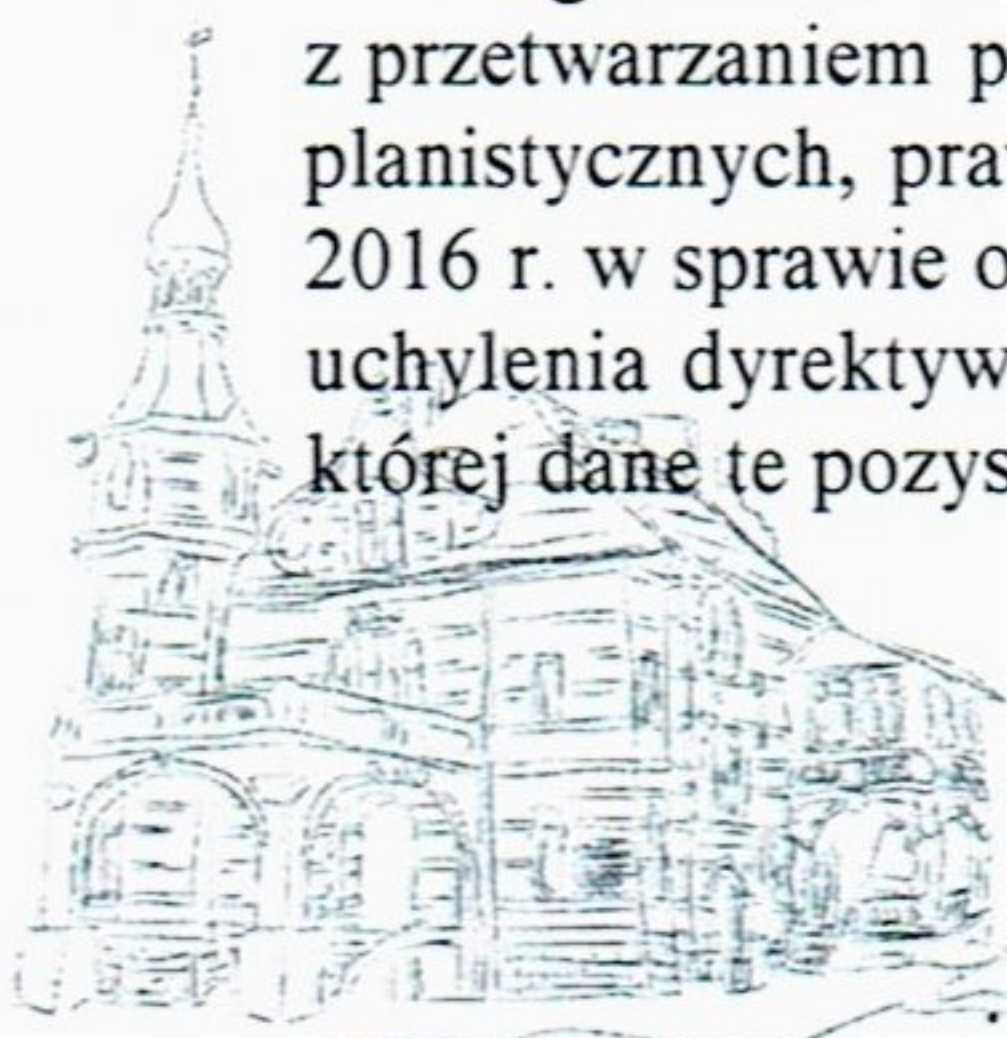 z przetwarzaniem p
planistycznych, pra
2016 r. w sprawie o
uchylenia dyrektyw
której dane te pozys